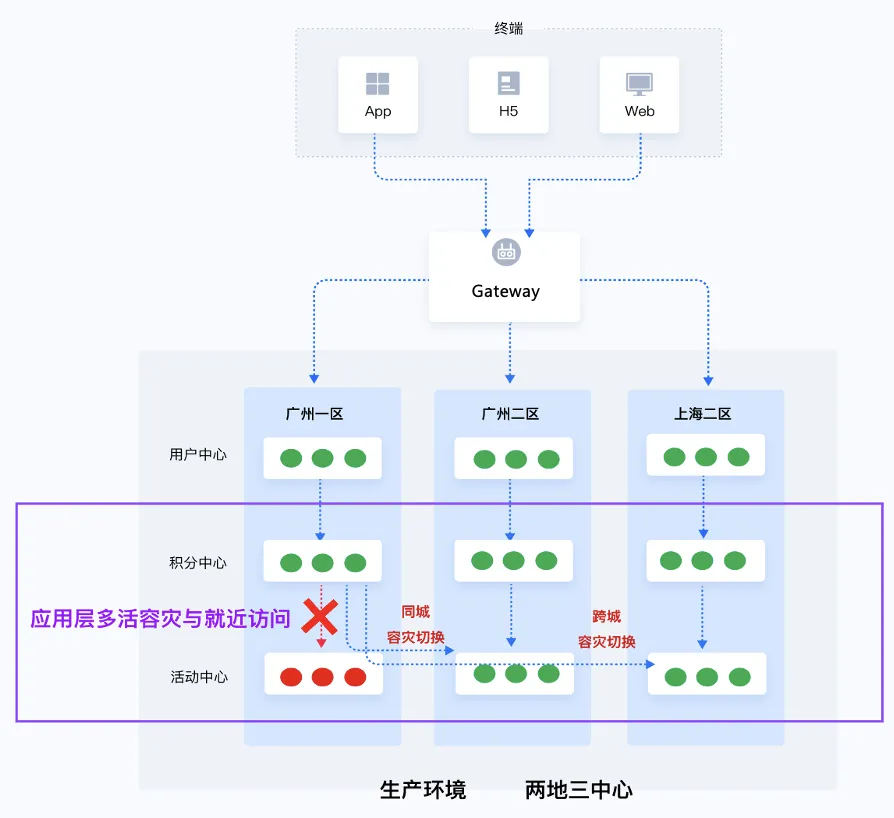 终端
App
H5
Web
Gateway
广州一区
广州二区
上海二区
用户中心
积分中心
应用层多活容灾与就近访问
同城
容灾切换
跨城
容灾切换
活动中心
生产环境
两地三中心